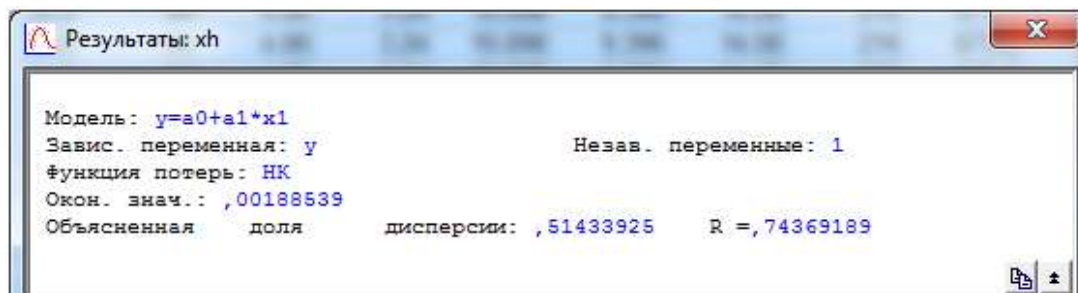 Результаты: xh
Модель: y=a0+a1*x1
Завис. переменная: y Незав. переменные: 1
Функция потерь: НК
Окон. знач.: ,00188539
Объясненная доля дисперсии: ,51433925 R =,74369189